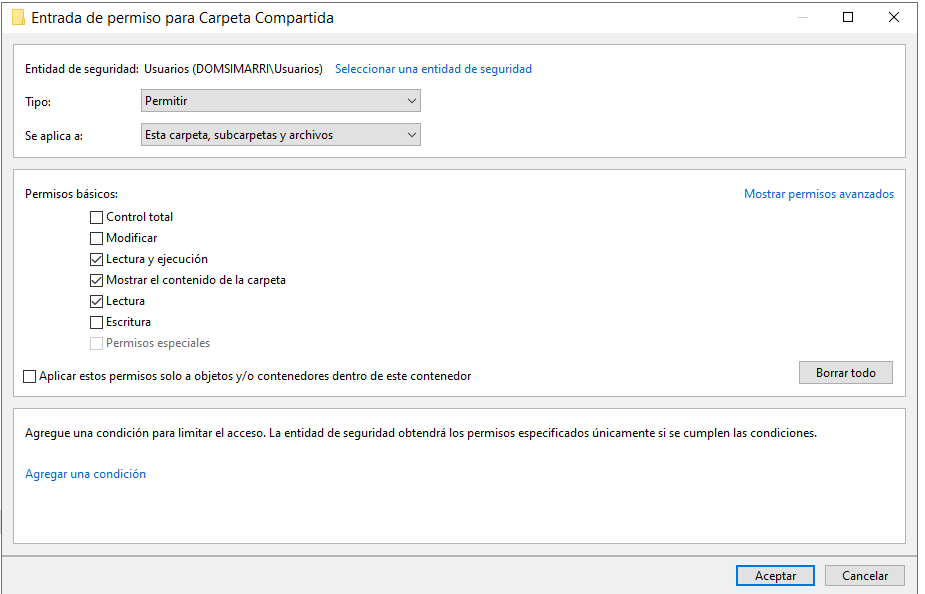 Entrada de permiso para Carpeta Compartida
Entidad de seguridad: Usuarios (DOMSIMARRI\Usuarios) Seleccionar una entidad de seguridad
Tipo: Permitir
Se aplica a: Esta carpeta, subcarpetas y archivos
Permisos básicos: Mostrar permisos avanzados
Control total
Modificar
Lectura y ejecución
Mostrar el contenido de la carpeta
Lectura
Escritura
Permisos especiales
Aplicar estos permisos solo a objetos y/o contenedores dentro de este contenedor
Borrar todo
Agregue una condición para limitar el acceso. La entidad de seguridad obtendrá los permisos especificados únicamente si se cumplen las condiciones.
Agregar una condición
Aceptar Cancelar